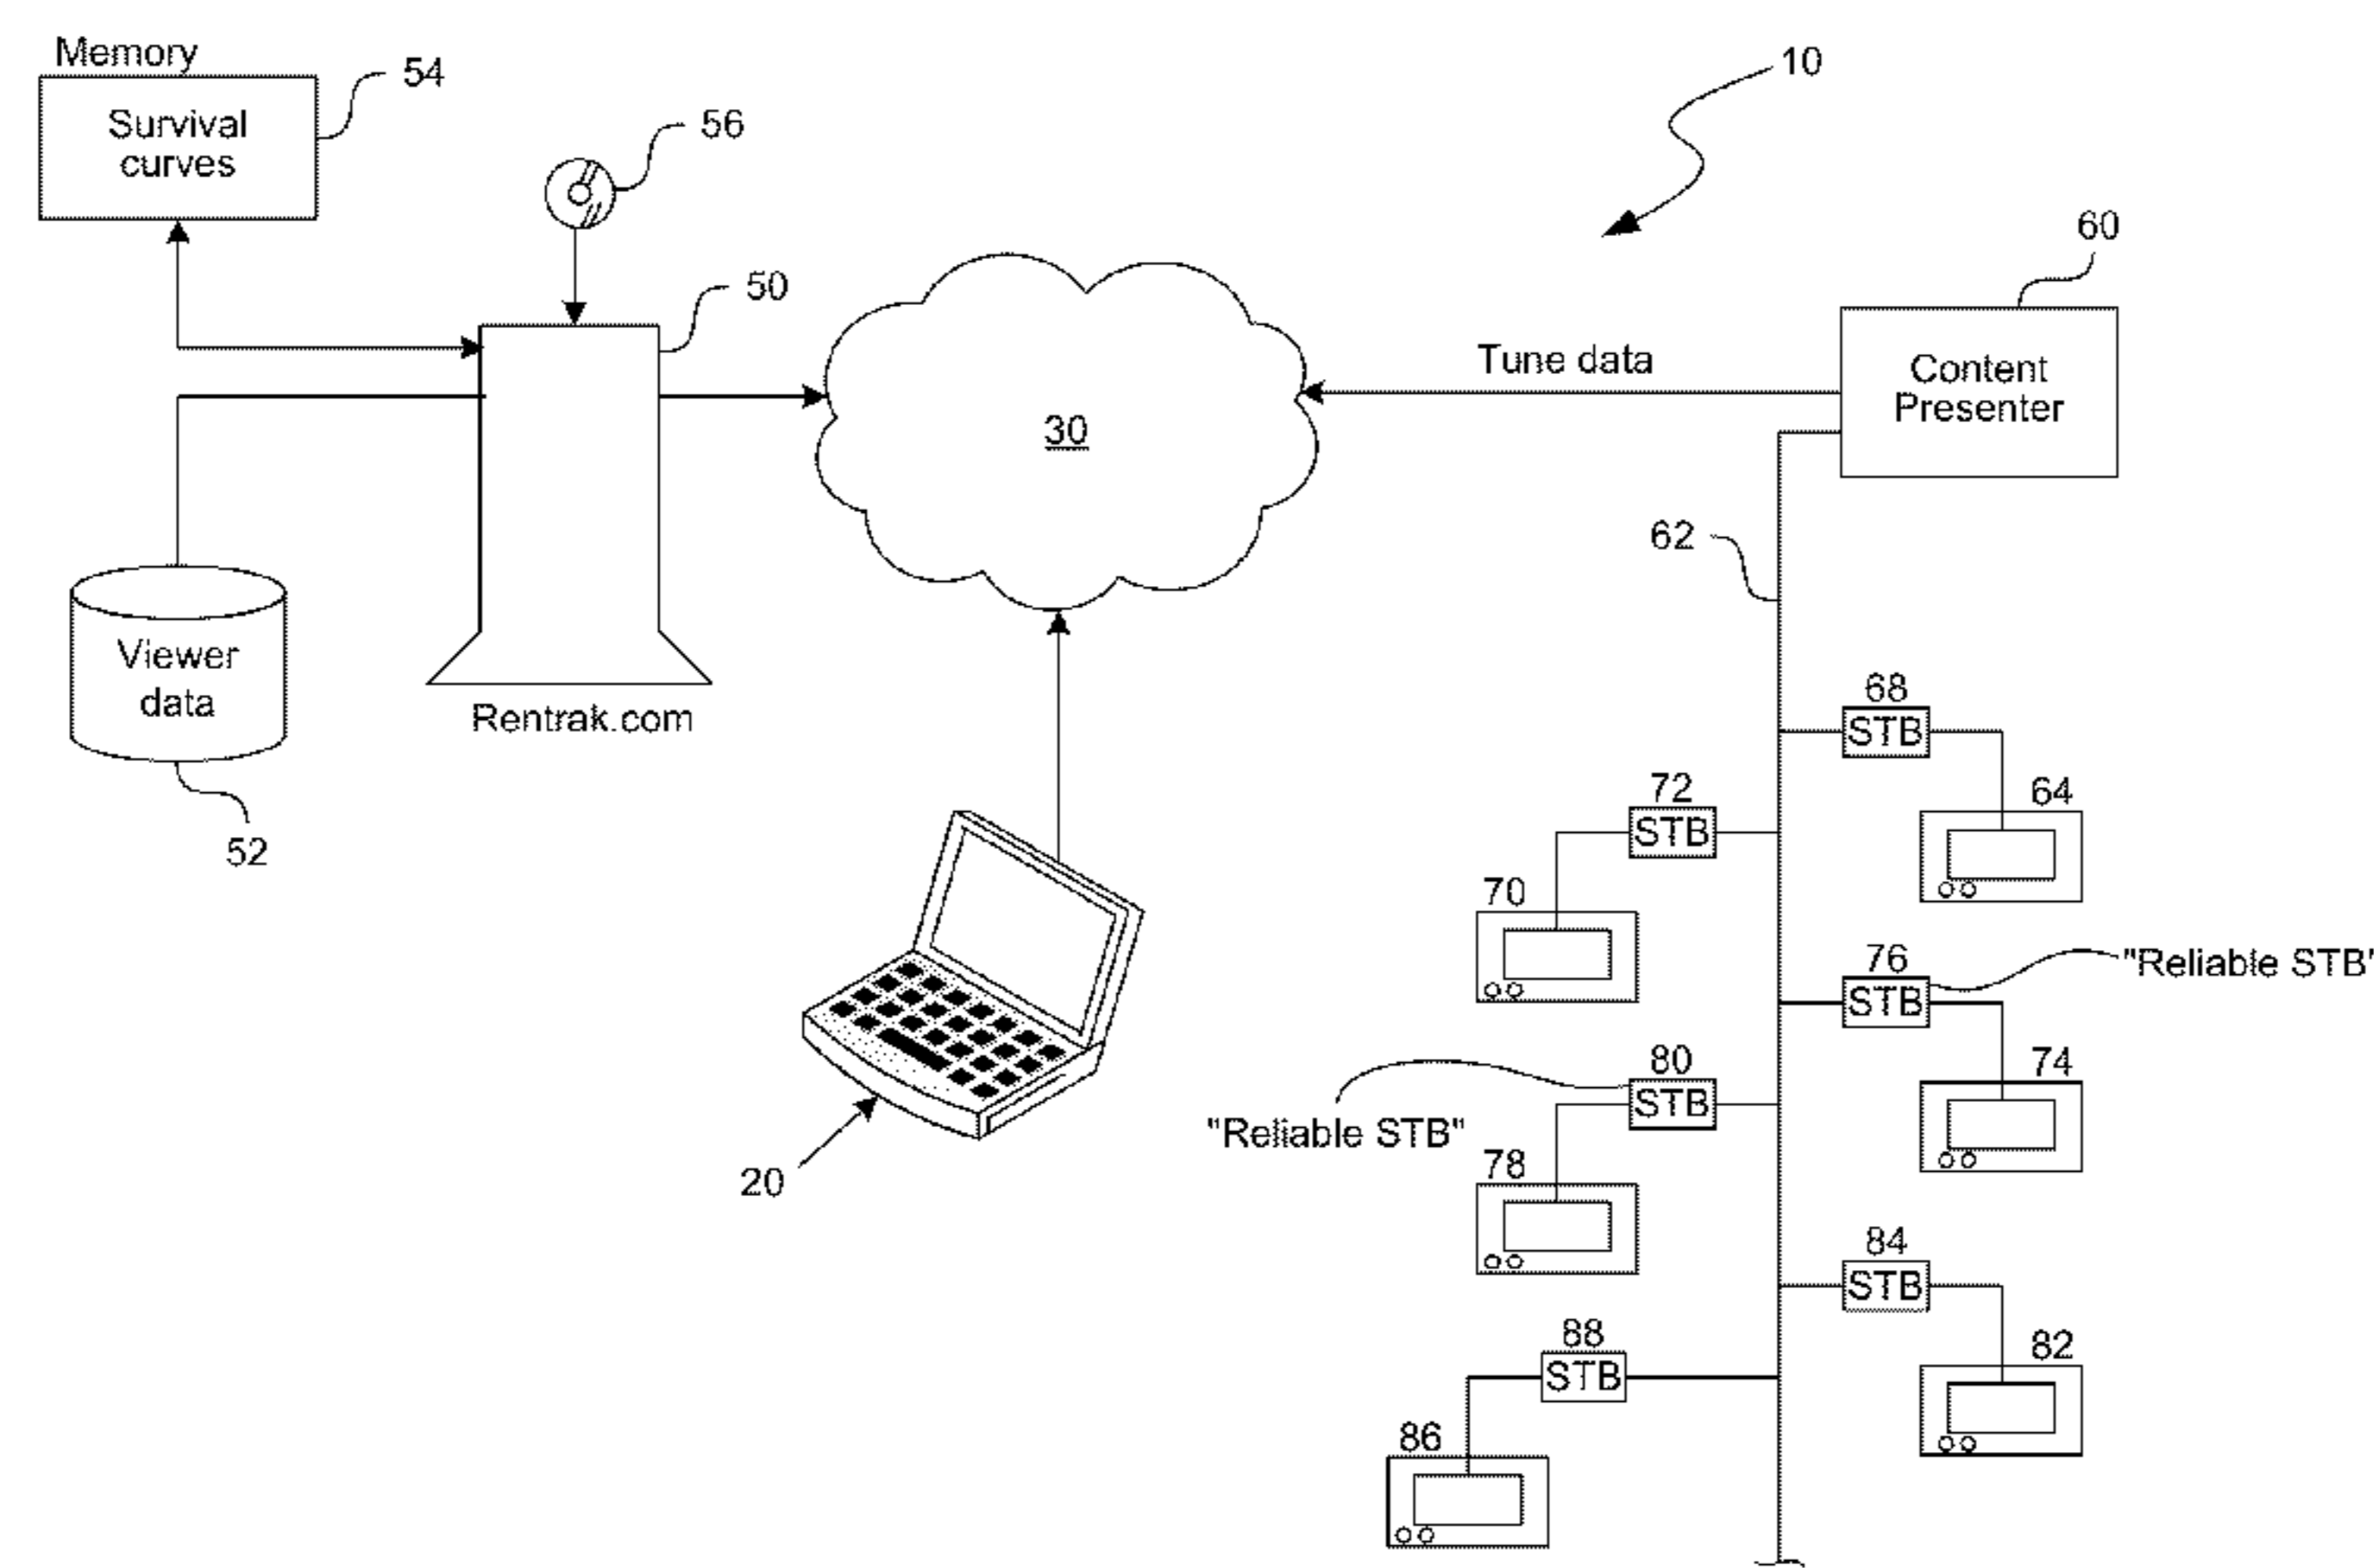 Memory
54
Survival
curves
56
10
50
60
Tune data
Content
Presenter
30
62
Viewer
data
Rentrak.com
52
68
STB
72
STB
64
70
76
STB
"Reliable STB"
80
STB
74
"Reliable STB"
20
78
84
STB
88
STB
82
86